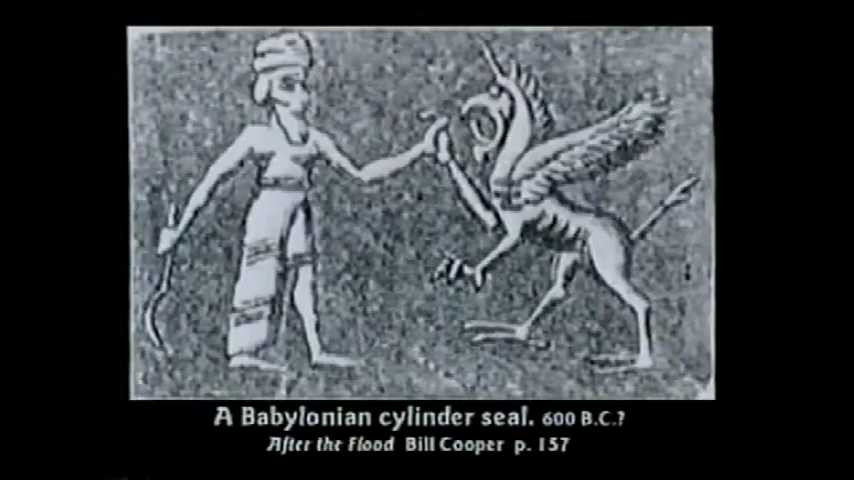 A Babylonian cylinder seal. 600 B.C.?
After the Flood Bill Cooper p. 157